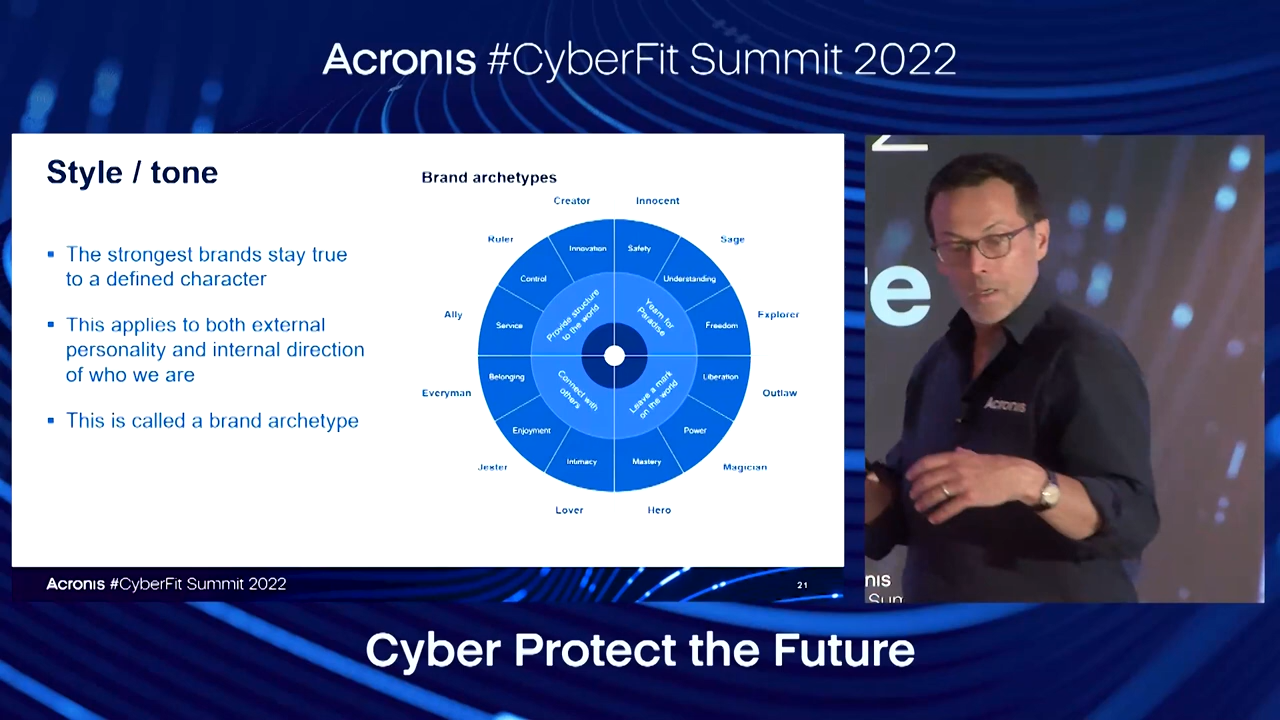 Acronis #CyberFit Summit 2022
Style / tone
The strongest brands stay true
to a defined character
This applies to both external
personality and internal direction
of who we are
This is called a brand archetype
Brand archetypes
Creator
Innocent
Ruler
Sage
Ally
Explorer
Everyman
Outlaw
Jester
Magician
Lover
Hero
Innovation
Safety
Control
Understanding
Service
Freedom
Belonging
Liberation
Enjoyment
Power
Intimacy
Mastery
Provide structure
to the world
Yearn for
Paradise
Connect with
others
Leave a mark
on the world
Acronis #CyberFit Summit 2022
21
2
e
Acronis
nis
Sum
Cyber Protect the Future